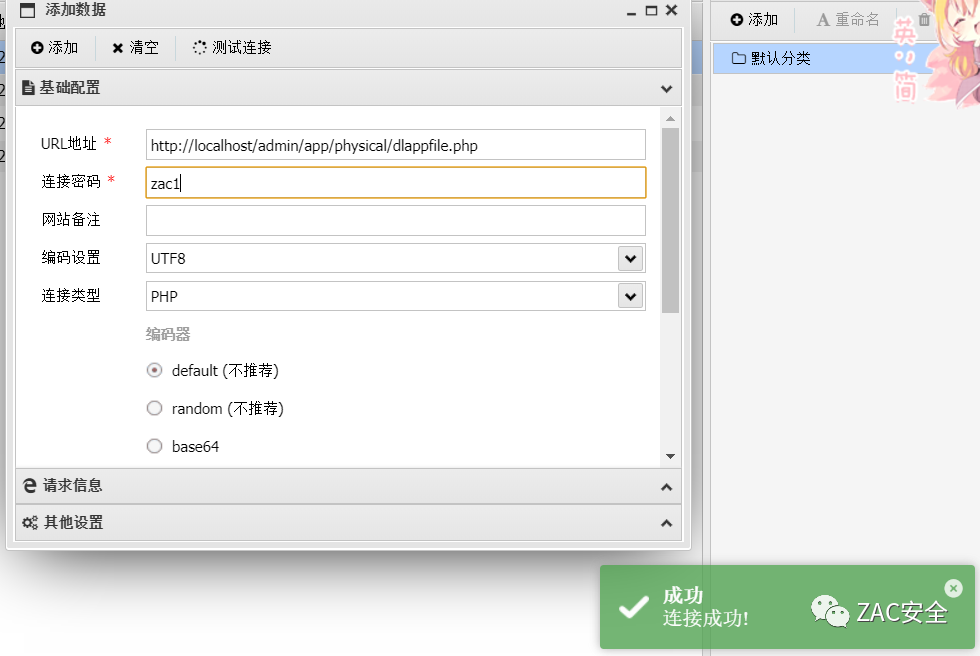 添加数据
添加 清空 测试连接
基础配置
URL地址 *
http://localhost/admin/app/physical/dlappfile.php
连接密码 *
zac1
网站备注
编码设置
UTF8
连接类型
PHP
编码器
default (不推荐)
random (不推荐)
base64
请求信息
其他设置
添加 重命名
默认分类
英
简
成功
连接成功!
ZAC安全